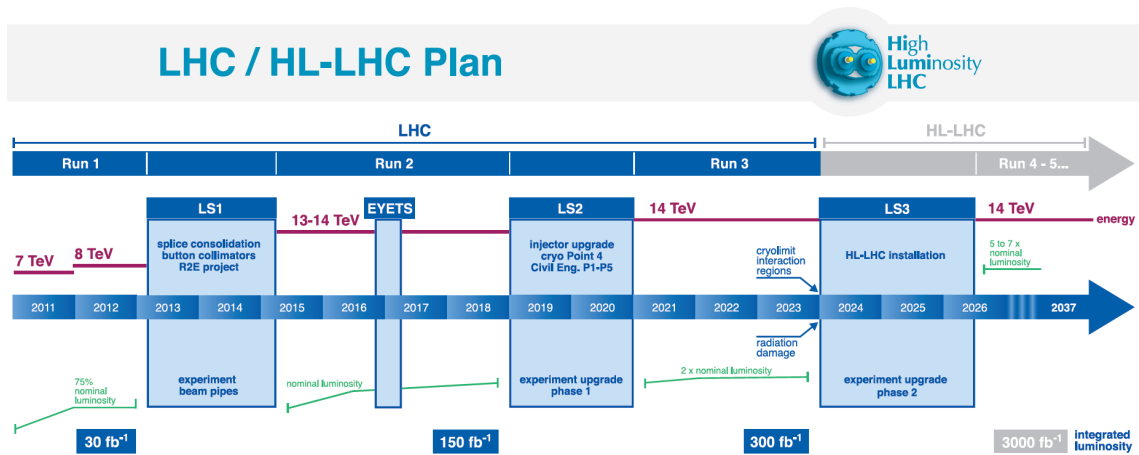 LHC / HL-LHC Plan
High
Luminosity
LHC
LHC
HL-LHC
Run 1
Run 2
Run 3
Run 4 - 5...
LS1
EYETS
LS2
LS3
13-14 TeV
14 TeV
14 TeV
energy
7 TeV
8 TeV
splice consolidation
button collimators
R2E project
injector upgrade
cryo Point 4
Civil Eng. P1-P5
cryolimit
interaction
regions
HL-LHC installation
5 to 7 x
nominal
luminosity
2011
2012
2013
2014
2015
2016
2017
2018
2019
2020
2021
2022
2023
2024
2025
2026
2037
radiation
damage
75%
nominal
luminosity
experiment
beam pipes
nominal luminosity
experiment upgrade
phase 1
2 x nominal luminosity
experiment upgrade
phase 2
30 fb⁻¹
150 fb⁻¹
300 fb⁻¹
3000 fb⁻¹
integrated
luminosity